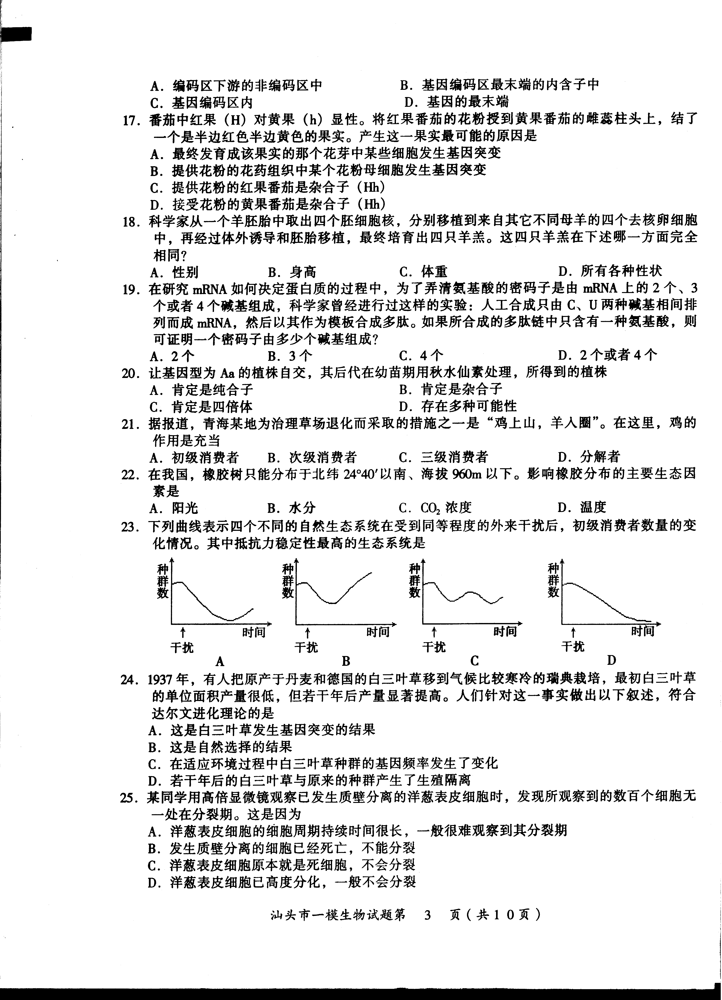 A．编码区下游的非编码区中 B．基因编码区最末端的内含子中
C．基因编码区内 D．基因的最末端
17．番茄中红果（H）对黄果（h）显性。将红果番茄的花粉授到黄果番茄的雌蕊柱头上，结了
一个是半边红色半边黄色的果实。产生这一果实最可能的原因是
A．最终发育成该果实的那个花芽中某些细胞发生基因突变
B．提供花粉的花药组织中某个花粉母细胞发生基因突变
C．提供花粉的红果番茄是杂合子（Hh）
D．接受花粉的黄果番茄是杂合子（Hh）
18．科学家从一个羊胚胎中取出四个胚细胞核，分别移植到来自其它不同母羊的四个去核卵细胞
中，再经过体外诱导和胚胎移植，最终培育出四只羊羔。这四只羊羔在下述哪一方面完全
相同？
A．性别 B．身高 C．体重 D．所有各种性状
19．在研究 mRNA 如何决定蛋白质的过程中，为了弄清氨基酸的密码子是由 mRNA 上的 2 个、3
个或者 4 个碱基组成，科学家曾经进行过这样的实验：人工合成只由 C、U 两种碱基相间排
列而成 mRNA，然后以其作为模板合成多肽。如果所合成的多肽链中只含有一种氨基酸，则
可证明一个密码子由多少个碱基组成？
A．2 个 B．3 个 C．4 个 D．2 个或者 4 个
20．让基因型为 Aa 的植株自交，其后代在幼苗期用秋水仙素处理，所得到的植株
A．肯定是纯合子 B．肯定是杂合子
C．肯定是四倍体 D．存在多种可能性
21．据报道，青海某地为治理草场退化而采取的措施之一是“鸡上山，羊入圈”。在这里，鸡的
作用是充当
A．初级消费者 B．次级消费者 C．三级消费者 D．分解者
22．在我国，橡胶树只能分布于北纬 24°40′以南、海拔 960m 以下。影响橡胶分布的主要生态因
素是
A．阳光 B．水分 C．CO₂ 浓度 D．温度
23．下列曲线表示四个不同的自然生态系统在受到同等程度的外来干扰后，初级消费者数量的变
化情况。其中抵抗力稳定性最高的生态系统是
种群数 种群数 种群数 种群数
时间 时间 时间 时间
干扰 干扰 干扰 干扰
A B C D
24．1937 年，有人把原产于丹麦和德国的白三叶草移到气候比较寒冷的瑞典栽培，最初白三叶草
的单位面积产量很低，但若干年后产量显著提高。人们针对这一事实做出以下叙述，符合
达尔文进化理论的是
A．这是白三叶草发生基因突变的结果
B．这是自然选择的结果
C．在适应环境过程中白三叶草种群的基因频率发生了变化
D．若干年后的白三叶草与原来的种群产生了生殖隔离
25．某同学用高倍显微镜观察已发生质壁分离的洋葱表皮细胞时，发现所观察到的数百个细胞无
一处在分裂期。这是因为
A．洋葱表皮细胞的细胞周期持续时间很长，一般很难观察到其分裂期
B．发生质壁分离的细胞已经死亡，不能分裂
C．洋葱表皮细胞原本就是死细胞，不会分裂
D．洋葱表皮细胞已高度分化，一般不会分裂
汕头市一模生物试题第 3 页(共10页)